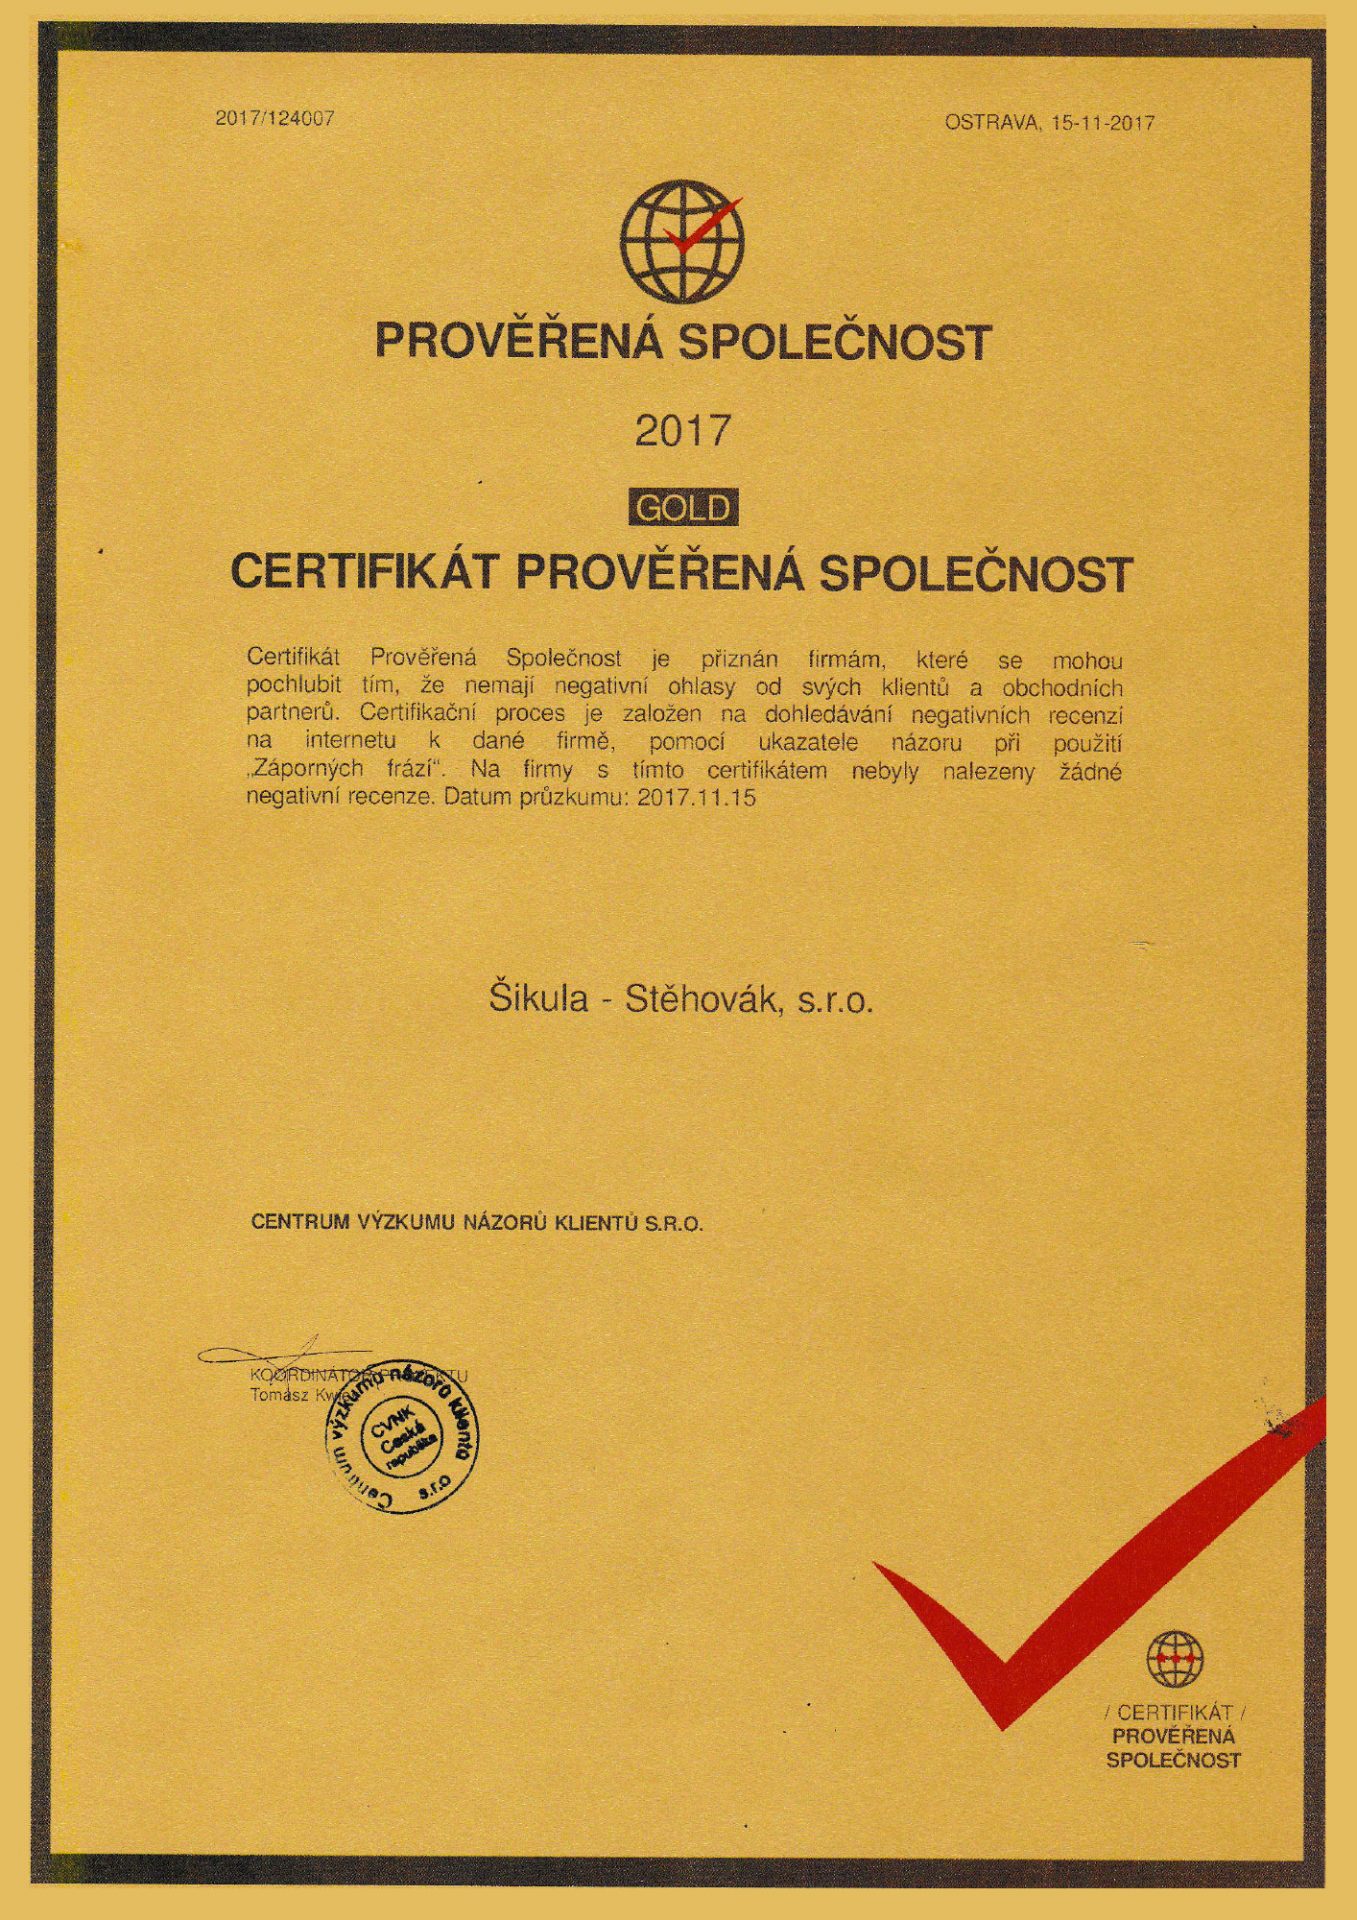 2017/124007
OSTRAVA, 15-11-2017
PROVĚŘENÁ SPOLEČNOST
2017
GOLD
CERTIFIKÁT PROVĚŘENÁ SPOLEČNOST
Certifikát Prověřená Společnost je přiznán firmám, které se mohou
pochlubit tím, že nemají negativní ohlasy od svých klientů a obchodních
partnerů. Certifikační proces je založen na dohledávání negativních recenzí
na internetu k dané firmě, pomocí ukazatele názoru při použití
„Záporných frází“. Na firmy s tímto certifikátem nebyly nalezeny žádné
negativní recenze. Datum průzkumu: 2017.11.15
Šikula - Stěhovák, s.r.o.
CENTRUM VÝZKUMU NÁZORŮ KLIENTŮ S.R.O.
Tomasz
Centrum výzkumu názorů klientů s.r.o
CVNK
Česká
republika
/ CERTIFIKÁT /
PROVĚŘENÁ
SPOLEČNOST